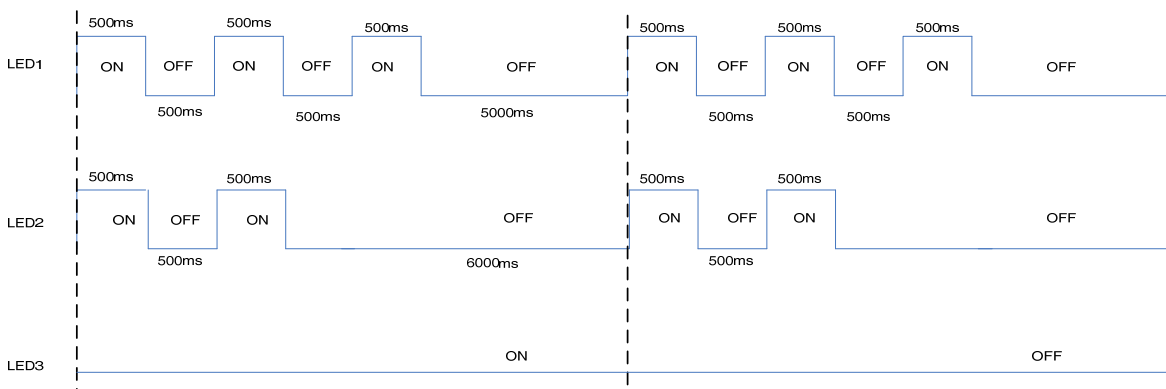 500ms 500ms 500ms 500ms 500ms 500ms
LED1 ON OFF ON OFF ON OFF ON OFF ON OFF ON OFF
500ms 500ms 5000ms 500ms 500ms
500ms 500ms 500ms 500ms
LED2 ON OFF ON OFF ON OFF ON OFF
500ms 6000ms 500ms
LED3 ON OFF